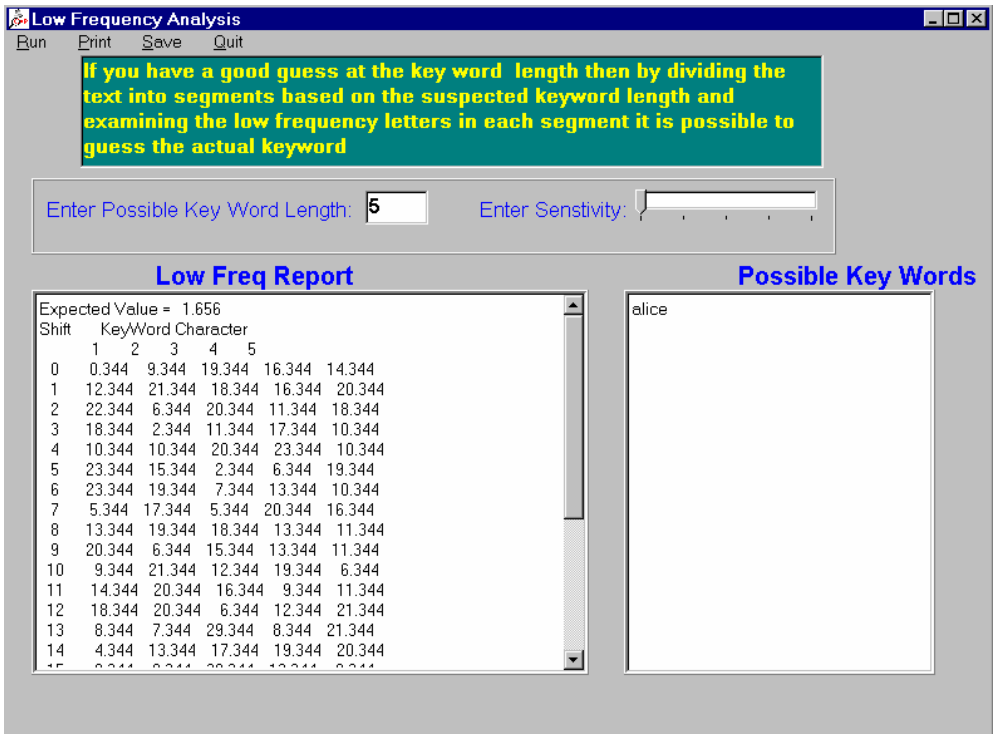 Low Frequency Analysis
Run Print Save Quit
If you have a good guess at the key word length then by dividing the
text into segments based on the suspected keyword length and
examining the low frequency letters in each segment it is possible to
guess the actual keyword
Enter Possible Key Word Length: 5 Enter Senstivity:
Low Freq Report Possible Key Words
Expected Value = 1.656 alice
Shift KeyWord Character
1 2 3 4 5
0 0.344 9.344 19.344 16.344 14.344
1 12.344 21.344 18.344 16.344 20.344
2 22.344 6.344 20.344 11.344 18.344
3 18.344 2.344 11.344 17.344 10.344
4 10.344 10.344 20.344 23.344 10.344
5 23.344 15.344 2.344 6.344 19.344
6 23.344 19.344 7.344 13.344 10.344
7 5.344 17.344 5.344 20.344 16.344
8 13.344 19.344 18.344 13.344 11.344
9 20.344 6.344 15.344 13.344 11.344
10 9.344 21.344 12.344 19.344 6.344
11 14.344 20.344 16.344 9.344 11.344
12 18.344 20.344 6.344 12.344 21.344
13 8.344 7.344 29.344 8.344 21.344
14 4.344 13.344 17.344 19.344 20.344